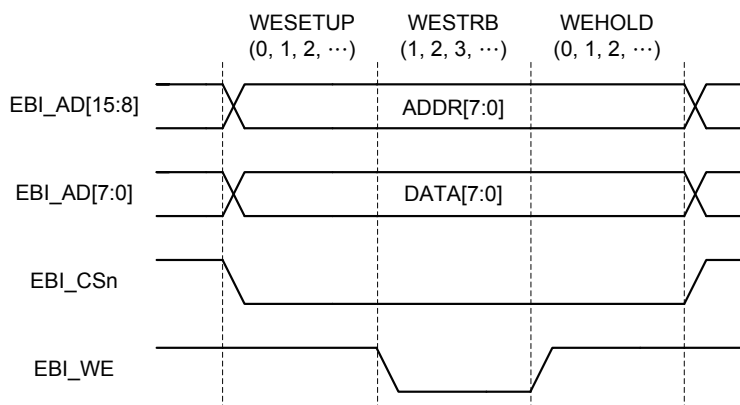 WESETUP WESTRB WEHOLD
(0, 1, 2, ⋯) (1, 2, 3, ⋯) (0, 1, 2, ⋯)
EBI_AD[15:8] ADDR[7:0]
EBI_AD[7:0] DATA[7:0]
EBI_CSn
EBI_WE